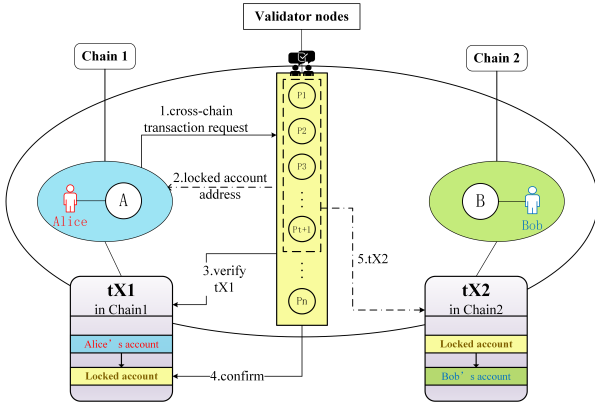 Validator nodes
Chain 1
Chain 2
P1
1.cross-chain
transaction request
P2
P3
2.locked account
address
A
Alice
B
Bob
Pt+1
3.verify
tX1
5.tX2
tX1
in Chain1
tX2
in Chain2
Pn
Alice's account
Locked account
Locked account
4.confirm
Bob's account